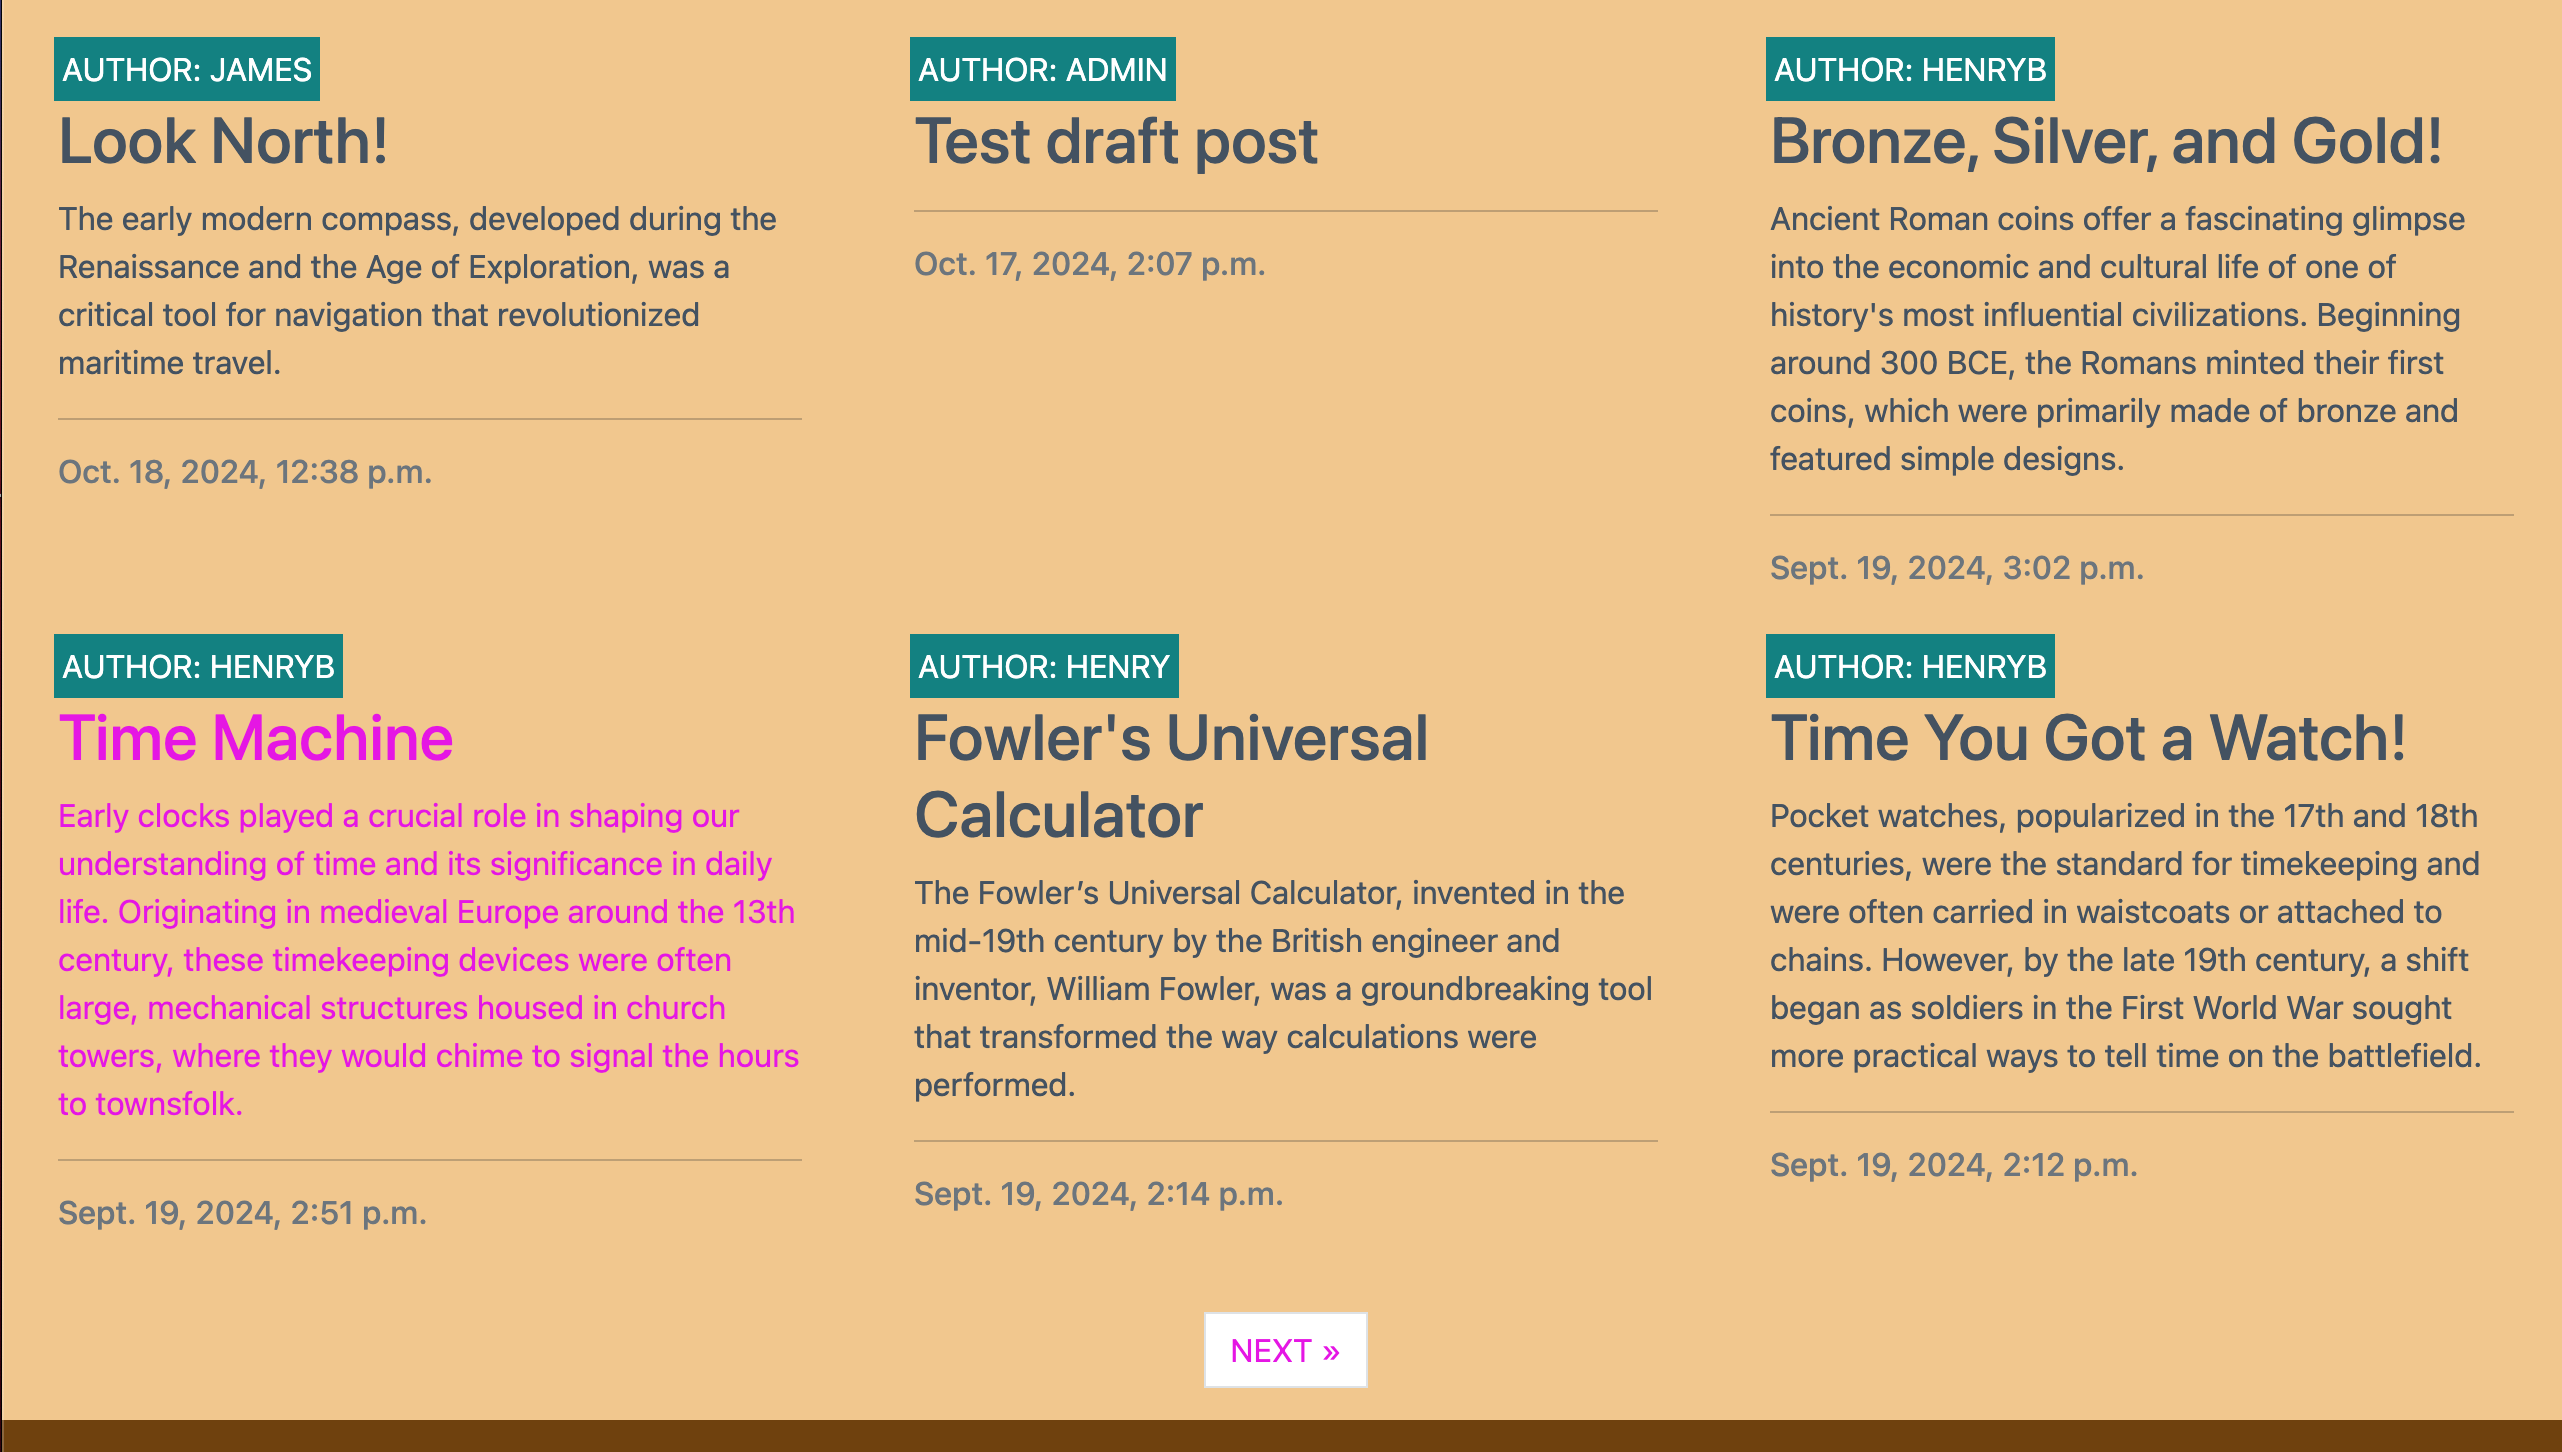 AUTHOR: JAMES
Look North!
The early modern compass, developed during the
Renaissance and the Age of Exploration, was a
critical tool for navigation that revolutionized
maritime travel.
Oct. 18, 2024, 12:38 p.m.
AUTHOR: ADMIN
Test draft post
Oct. 17, 2024, 2:07 p.m.
AUTHOR: HENRYB
Bronze, Silver, and Gold!
Ancient Roman coins offer a fascinating glimpse
into the economic and cultural life of one of
history's most influential civilizations. Beginning
around 300 BCE, the Romans minted their first
coins, which were primarily made of bronze and
featured simple designs.
Sept. 19, 2024, 3:02 p.m.
AUTHOR: HENRYB
Time Machine
Early clocks played a crucial role in shaping our
understanding of time and its significance in daily
life. Originating in medieval Europe around the 13th
century, these timekeeping devices were often
large, mechanical structures housed in church
towers, where they would chime to signal the hours
to townsfolk.
Sept. 19, 2024, 2:51 p.m.
AUTHOR: HENRY
Fowler's Universal
Calculator
The Fowler’s Universal Calculator, invented in the
mid-19th century by the British engineer and
inventor, William Fowler, was a groundbreaking tool
that transformed the way calculations were
performed.
Sept. 19, 2024, 2:14 p.m.
AUTHOR: HENRYB
Time You Got a Watch!
Pocket watches, popularized in the 17th and 18th
centuries, were the standard for timekeeping and
were often carried in waistcoats or attached to
chains. However, by the late 19th century, a shift
began as soldiers in the First World War sought
more practical ways to tell time on the battlefield.
Sept. 19, 2024, 2:12 p.m.
NEXT »